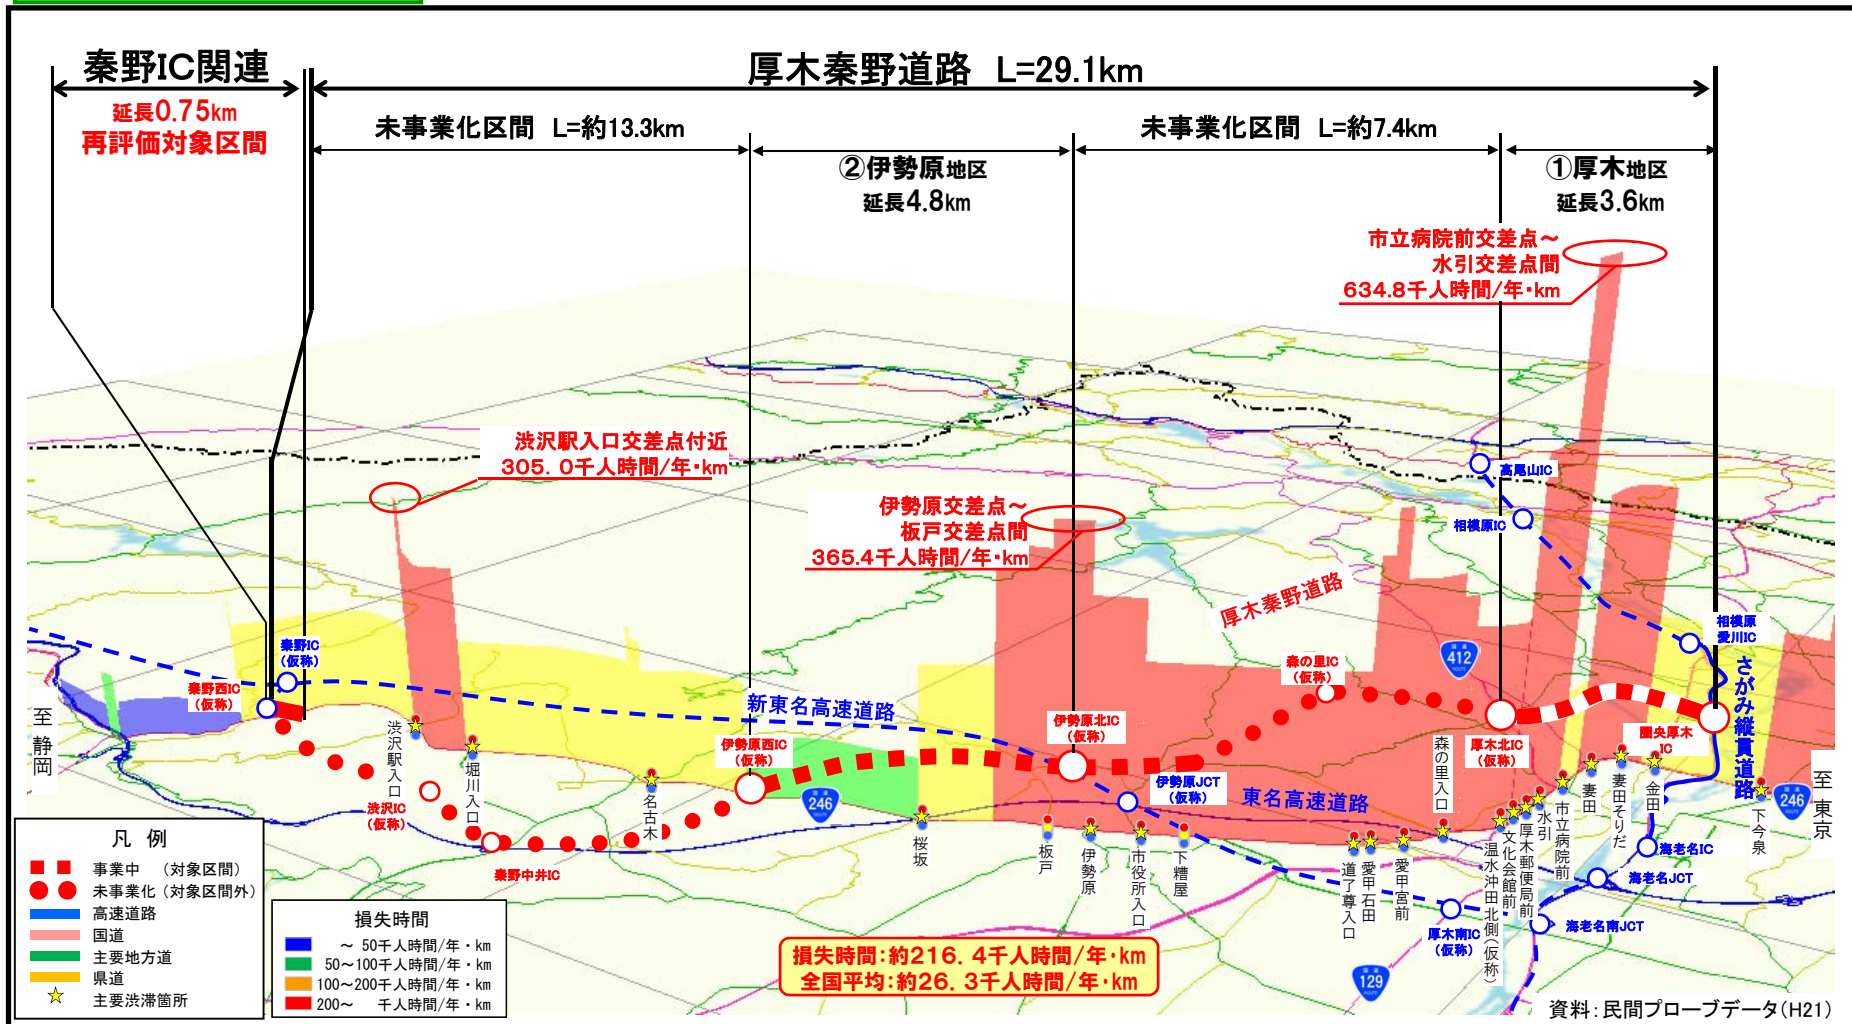 秦野IC関連
延長0.75km
再評価対象区間
厚木秦野道路 L=29.1km
未事業化区間 L=約13.3km
②伊勢原地区
延長4.8km
未事業化区間 L=約7.4km
①厚木地区
延長3.6km
市立病院前交差点～
水引交差点間
634.8千人時間/年・km
渋沢駅入口交差点付近
305.0千人時間/年・km
伊勢原交差点～
板戸交差点間
365.4千人時間/年・km
高尾山IC
相模原IC
厚木秦野道路
412
相模原
愛川IC
さがみ縦貫道路
秦野IC
(仮称)
秦野西IC
(仮称)
森の里IC
(仮称)
新東名高速道路
伊勢原北IC
(仮称)
伊勢原西IC
(仮称)
厚木北IC
(仮称)
圏央厚木
IC
至静岡
至東京
伊勢原JCT
(仮称)
東名高速道路
246
246
渋沢IC
(仮称)
秦野中井IC
渋沢駅入口
堀川入口
名古木
桜坂
板戸
伊勢原
市役所入口
下糟屋
道了尊入口
愛甲石田
愛甲宮前
森の里入口
温水沖田北側(仮称)
文化会館前
厚木郵便局前
水引
市立病院前
妻田
妻田そりだ
金田
下今泉
海老名IC
海老名JCT
海老名南JCT
厚木南IC
(仮称)
129
凡 例
事業中 (対象区間)
未事業化(対象区間外)
高速道路
国道
主要地方道
県道
主要渋滞箇所
損失時間
～ 50千人時間/年・km
50～100千人時間/年・km
100～200千人時間/年・km
200～ 千人時間/年・km
損失時間:約216.4千人時間/年・km
全国平均:約26.3千人時間/年・km
資料:民間プローブデータ(H21)